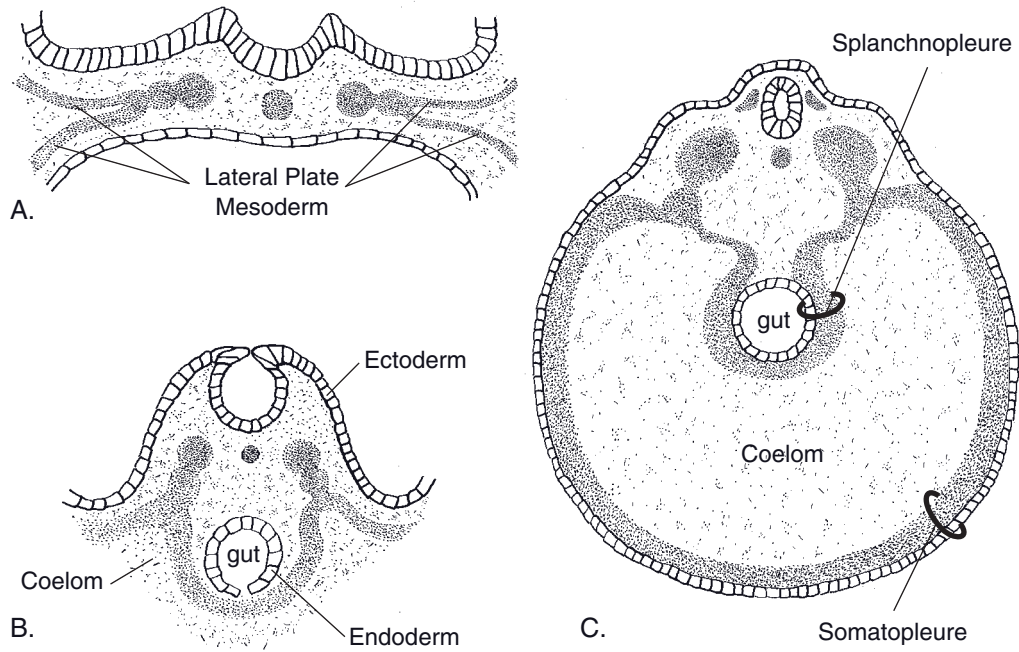 Lateral Plate
Mesoderm
A.
Ectoderm
gut
Coelom
Endoderm
B.
Splanchnopleure
gut
Coelom
Somatopleure
C.